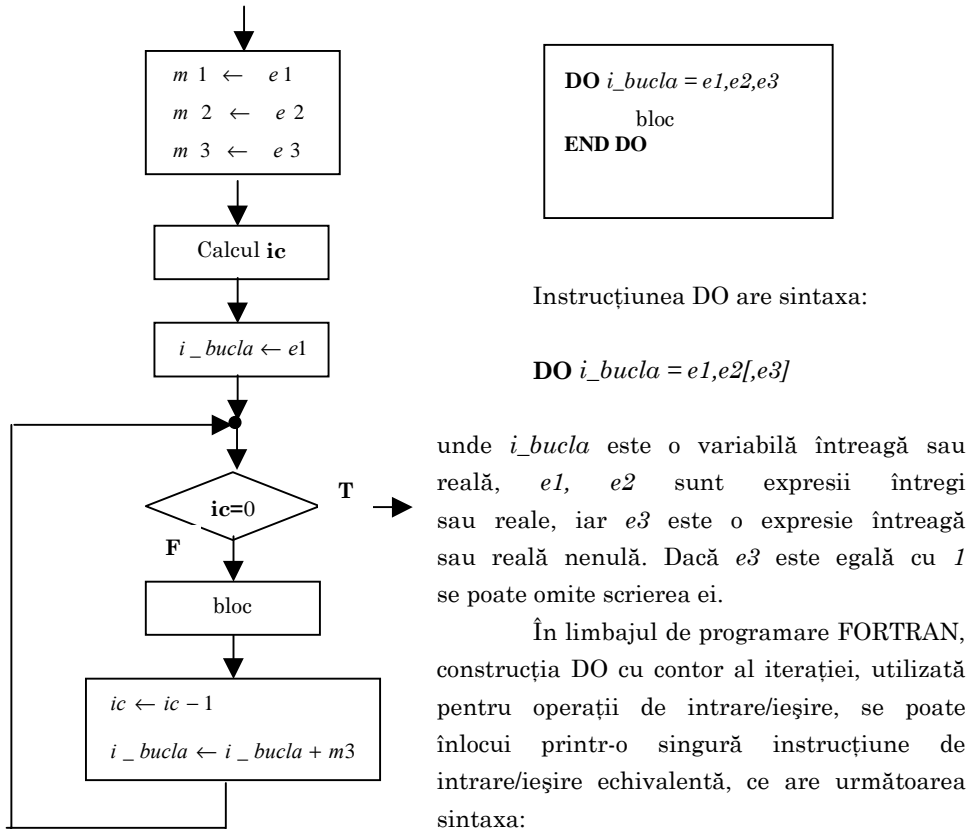 m 1 ← e 1
m 2 ← e 2
m 3 ← e 3
Calcul ic
i _ bucla ← e1
ic=0
T
F
bloc
ic ← ic − 1
i _ bucla ← i _ bucla + m3
DO i_bucla = e1,e2,e3
bloc
END DO
Instrucțiunea DO are sintaxa:
DO i_bucla = e1,e2[,e3]
unde i_bucla este o variabilă întreagă sau
reală, e1, e2 sunt expresii întregi
sau reale, iar e3 este o expresie întreagă
sau reală nenulă. Dacă e3 este egală cu 1
se poate omite scrierea ei.
În limbajul de programare FORTRAN,
construcția DO cu contor al iterației, utilizată
pentru operații de intrare/ieşire, se poate
înlocui printr-o singură instrucțiune de
intrare/ieşire echivalentă, ce are următoarea
sintaxa: